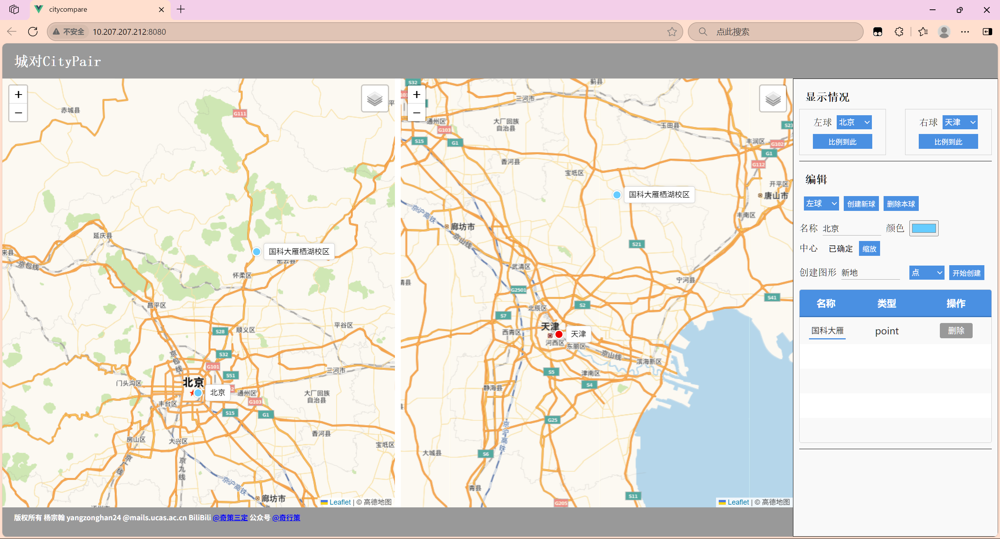 citycompare
不安全 10.207.207.212:8080
点此搜索
城对CityPair
+
−
赤城县
G111
平
延庆县
来县
京包线
国科大雁栖湖校区
密云县
怀柔区
昌平区
平谷区
S28
顺义区
京包线
S32
G101
S51
三河市
门头沟区
北京
北京
通州区
大厂回族
自治县
丰台区
G103
S15
G1
香河县
房山区
大兴区
宝坻区
京广线
京九线
京沪高铁
廊坊市
Leaflet | © 高德地图
S32
+
−
蓟县
三河市
通州区
G103
大厂回族
自治县
玉田县
S23
S15
G1
丰润区
G102
G1
香河县
G112
宝坻区
开平区
唐山市
国科大雁栖湖校区
京沪高铁
丰南区
廊坊市
京山线
S21
武清区
宁河县
G2501
S41
北辰区
S2
S7
天津
西青区
天津
河西区
东丽区
京山线
滨海新区
S5
津南区
S4
静海县
G25
京沪高铁
大城县
S6
青县
S11
G205
Leaflet | © 高德地图
显示情况
左球 北京
比例到此
右球 天津
比例到此
编辑
左球 创建新球 删除本球
名称 北京 颜色
中心 已确定 缩放
创建图形 新地 点 开始创建
名称 类型 操作
国科大雁 point 删除
版权所有 杨宗翰 yangzonghan24 @mails.ucas.ac.cn BiliBili @奇策三定 公众号 @奇行策